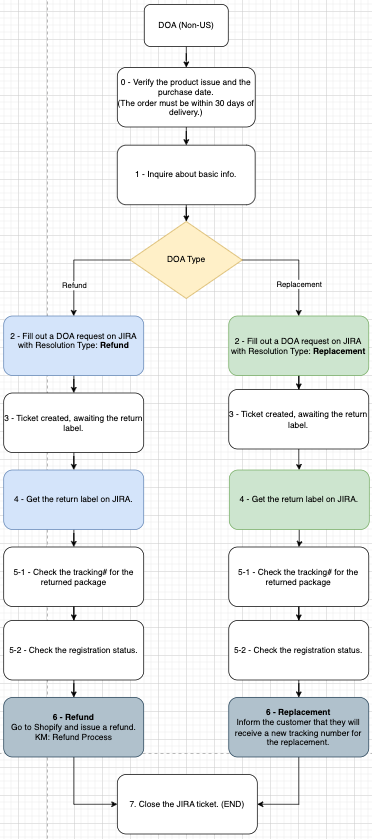 DOA (Non-US)
0 - Verify the product issue and the
purchase date.
(The order must be within 30 days of
delivery.)
1 - Inquire about basic info.
DOA Type
Refund
Replacement
2 - Fill out a DOA request on JIRA
with Resolution Type: Refund
2 - Fill out a DOA request on JIRA
with Resolution Type: Replacement
3 - Ticket created, awaiting the return
label.
3 - Ticket created, awaiting the return
label.
4 - Get the return label on JIRA.
4 - Get the return label on JIRA.
5-1 - Check the tracking# for the
returned package
5-1 - Check the tracking# for the
returned package
5-2 - Check the registration status.
5-2 - Check the registration status.
6 - Refund
Go to Shopify and issue a refund.
KM: Refund Process
6 - Replacement
Inform the customer that they will
receive a new tracking number for
the replacement.
7. Close the JIRA ticket. (END)